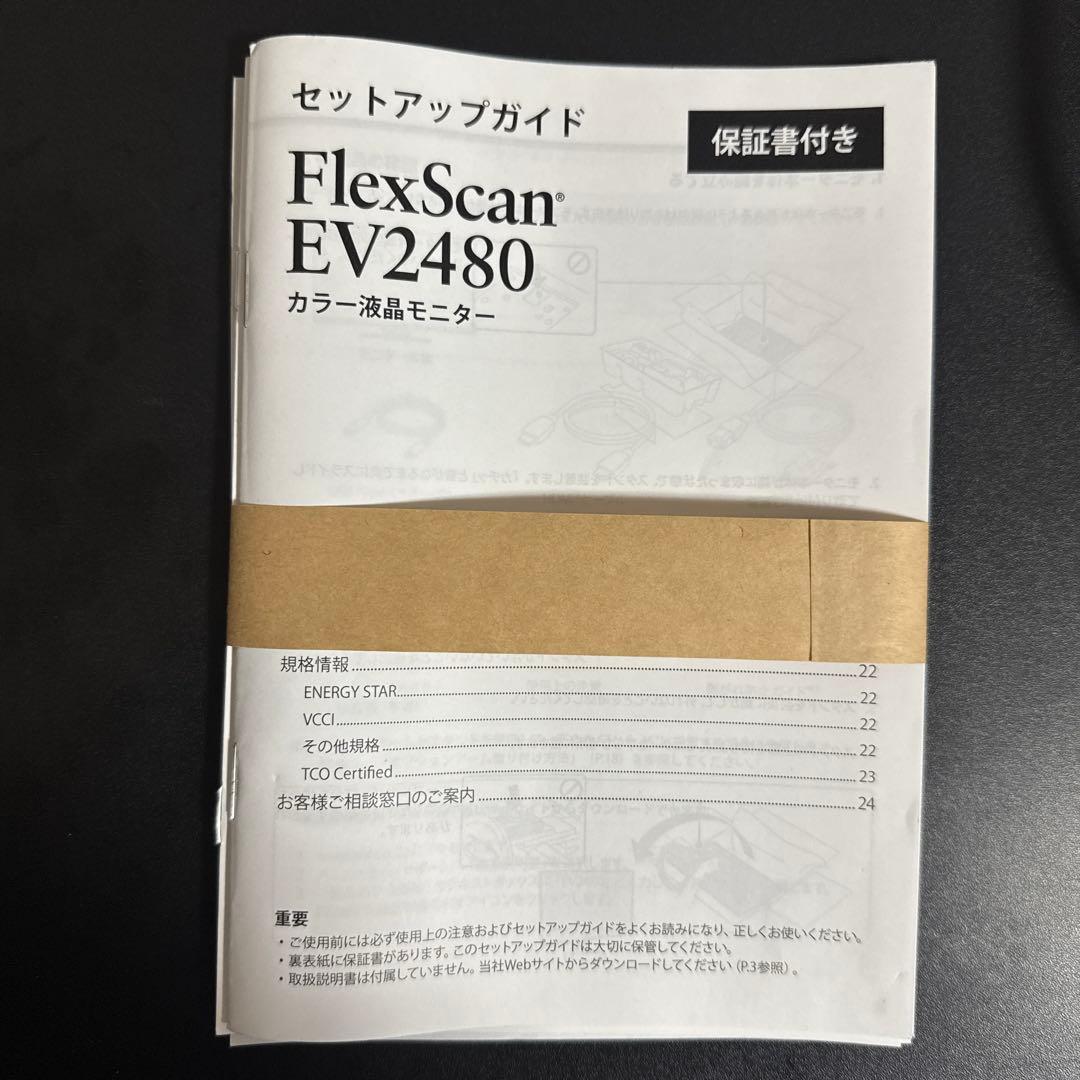 セットアップガイド
保証書付き
FlexScan®
EV2480
カラー液晶モニター
規格情報 22
ENERGY STAR 22
VCCI 22
その他規格 22
TCO Certified 23
お客様ご相談窓口のご案内 24
重要
・ご使用前には必ず使用上の注意およびセットアップガイドをよくお読みになり、正しくお使いください。
・裏表紙に保証書があります。このセットアップガイドは大切に保管してください。
・取扱説明書は付属していません。当社Webサイトからダウンロードしてください（P.3参照）。